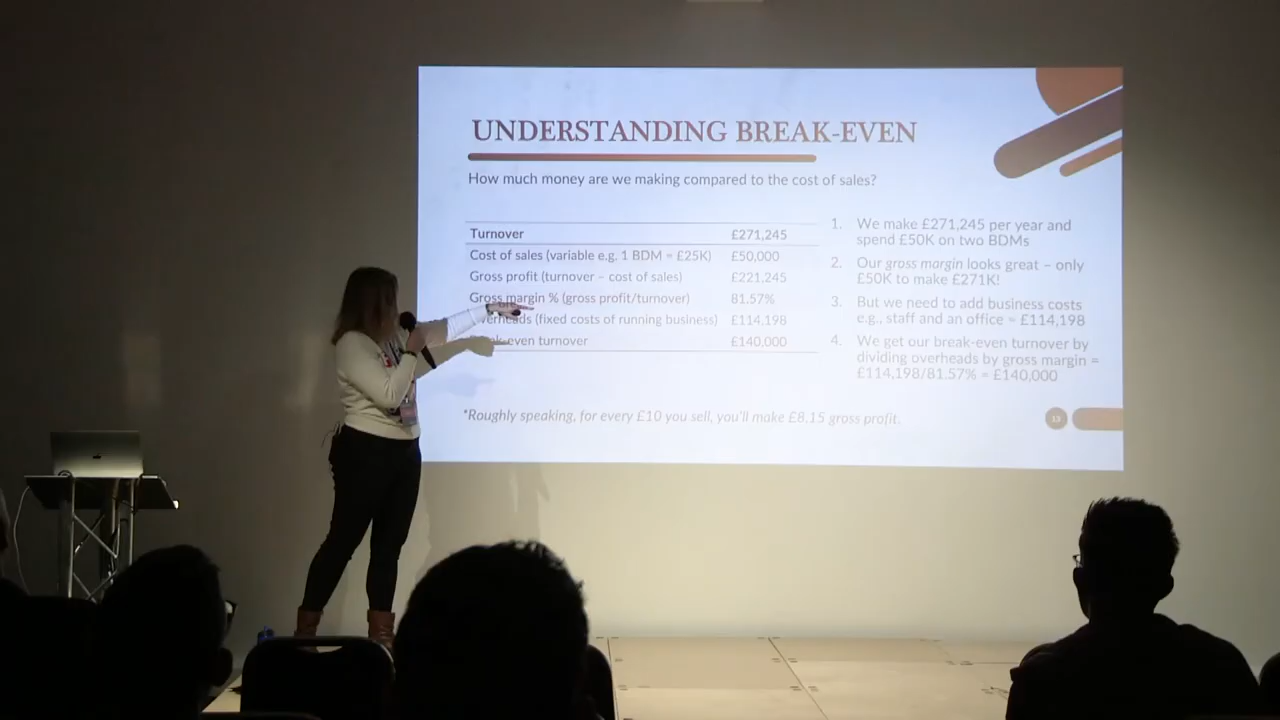 UNDERSTANDING BREAK-EVEN
How much money are we making compared to the cost of sales?
Turnover £271,245
Cost of sales (variable e.g. 1 BDM = £25K) £50,000
Gross profit (turnover – cost of sales) £221,245
Gross margin % (gross profit/turnover) 81.57%
(fixed costs of running business) £114,198
turnover £140,000
1. We make £271,245 per year and
spend £50K on two BDMs
2. Our gross margin looks great – only
£50K to make £271K!
3. But we need to add business costs
e.g., staff and an office = £114,198
4. We get our break-even turnover by
dividing overheads by gross margin =
£114,198/81.57% = £140,000
*Roughly speaking, for every £10 you sell, you'll make £8.15 gross profit.
13